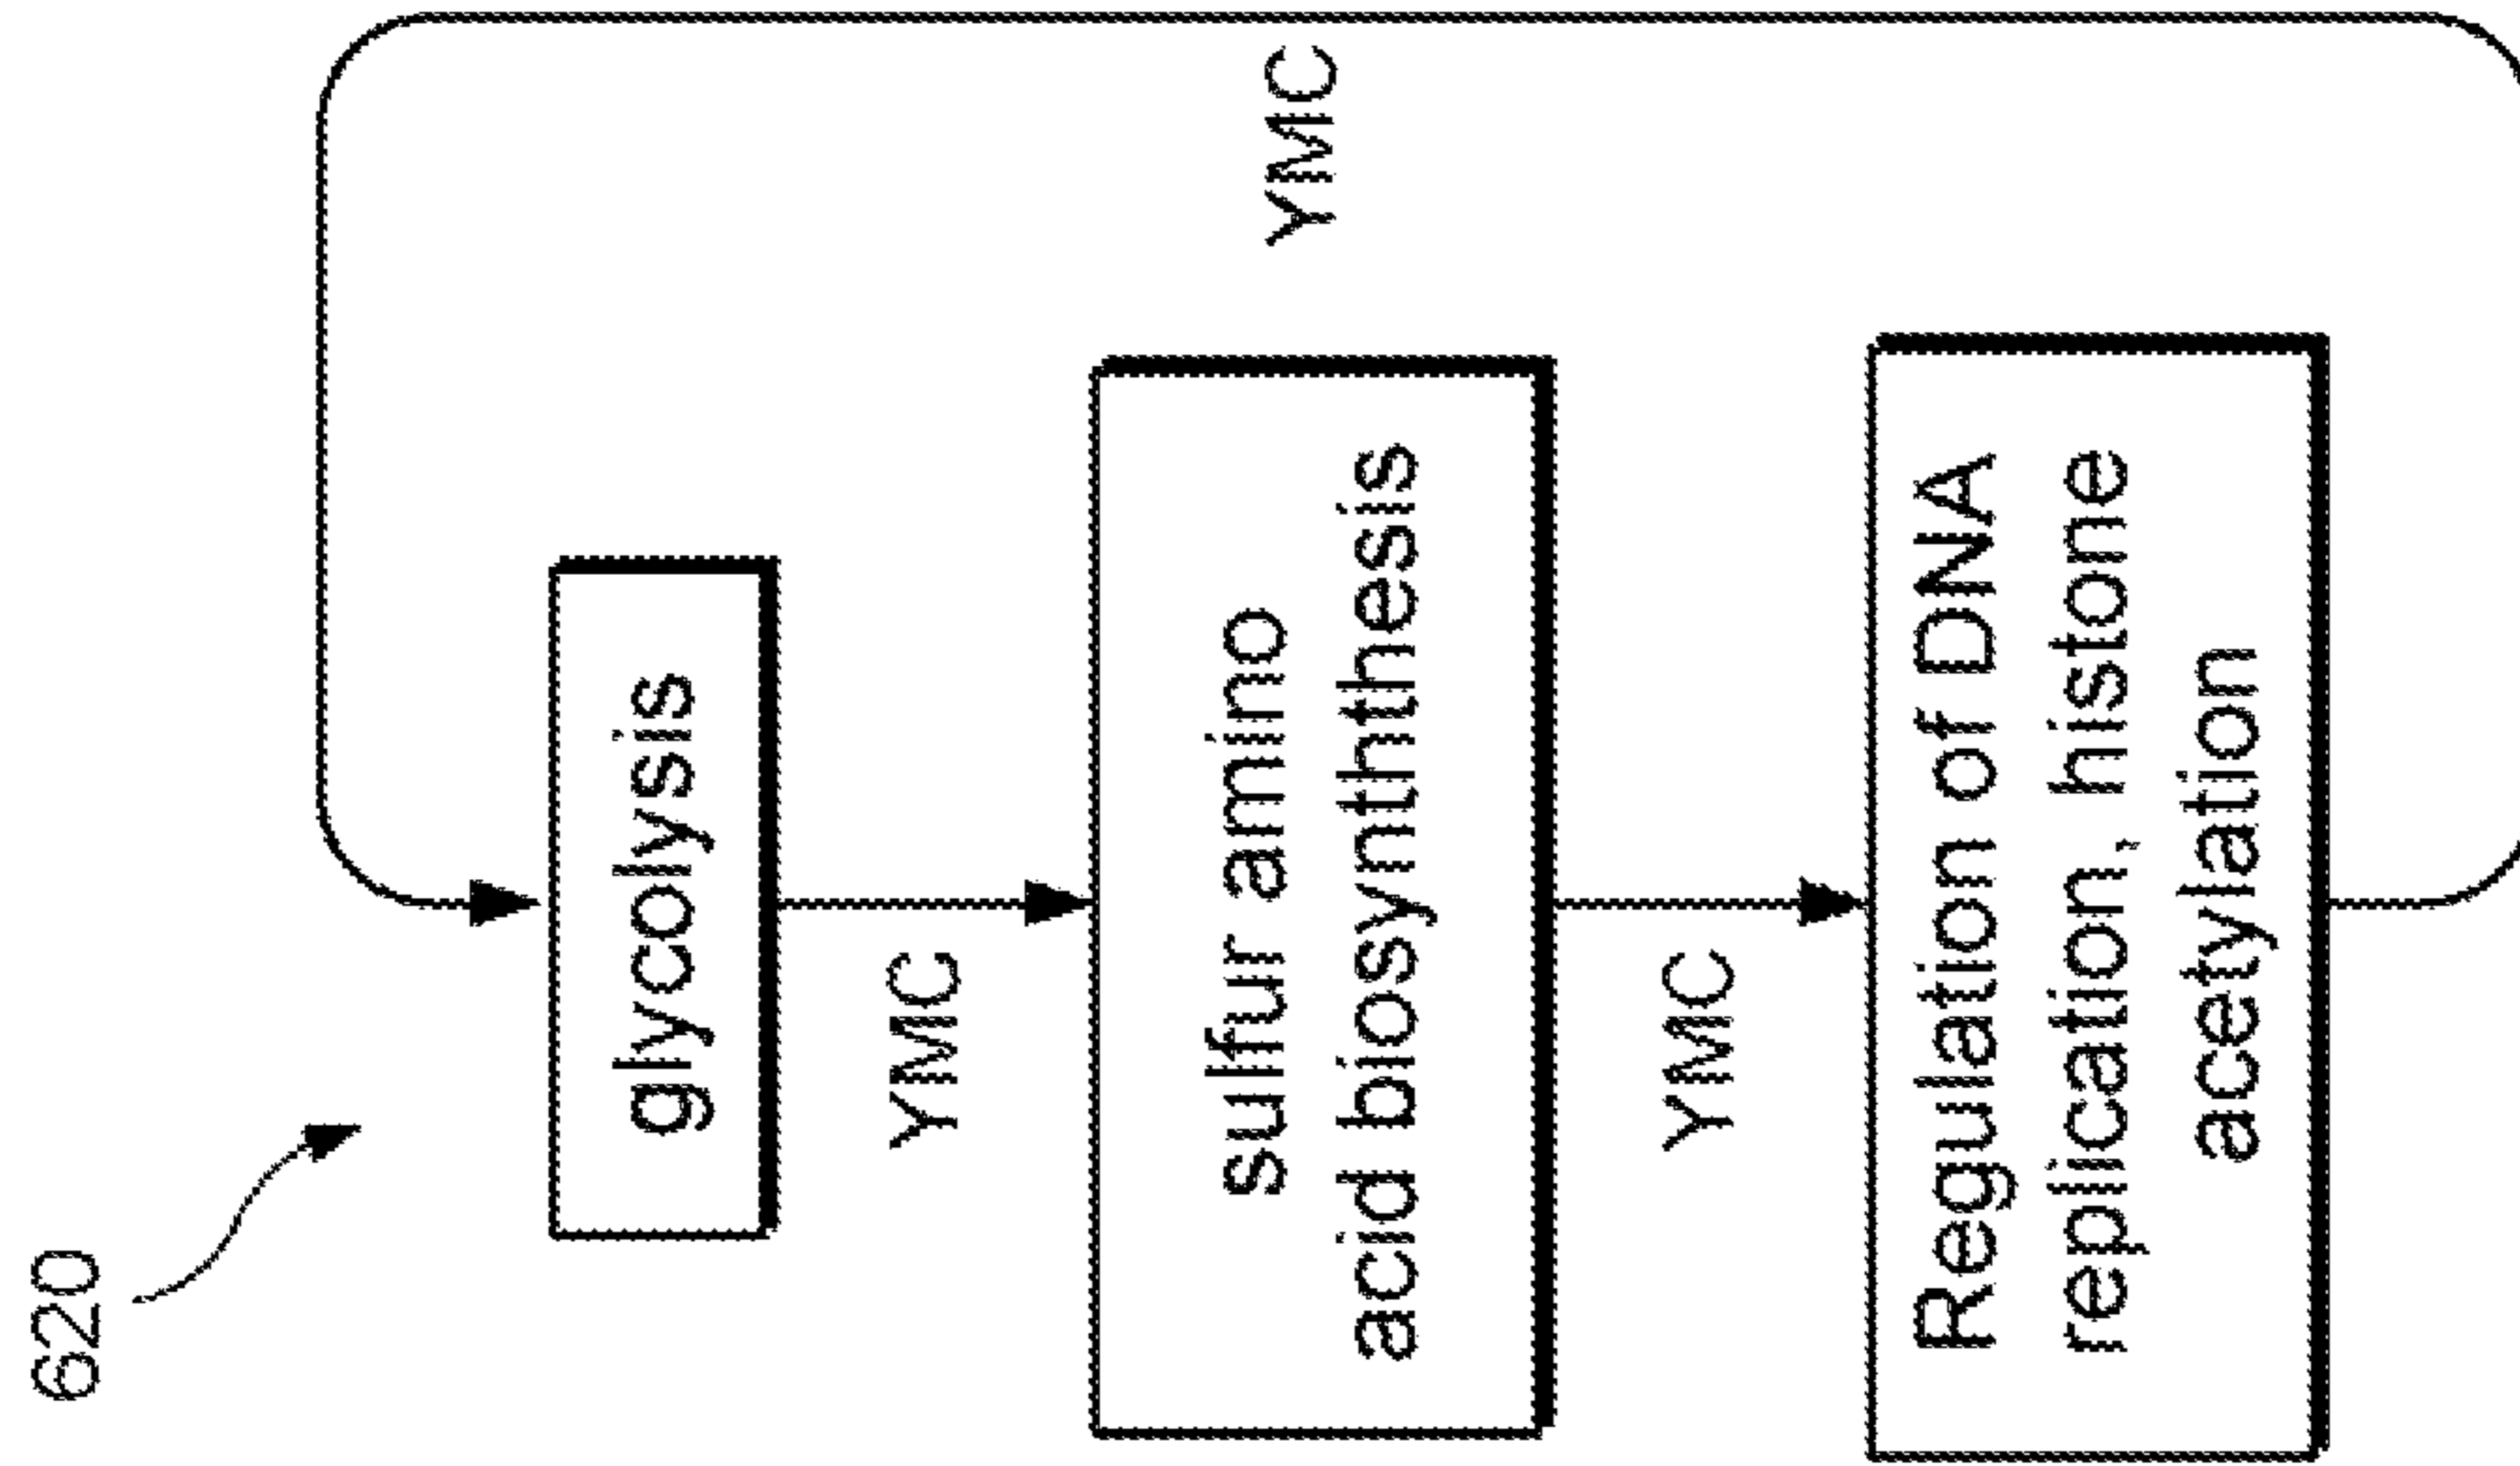 620
glycolysis
YMC
sulfur amino
acid biosynthesis
YMC
YMC
Regulation of DNA
replication, histone
acetylation